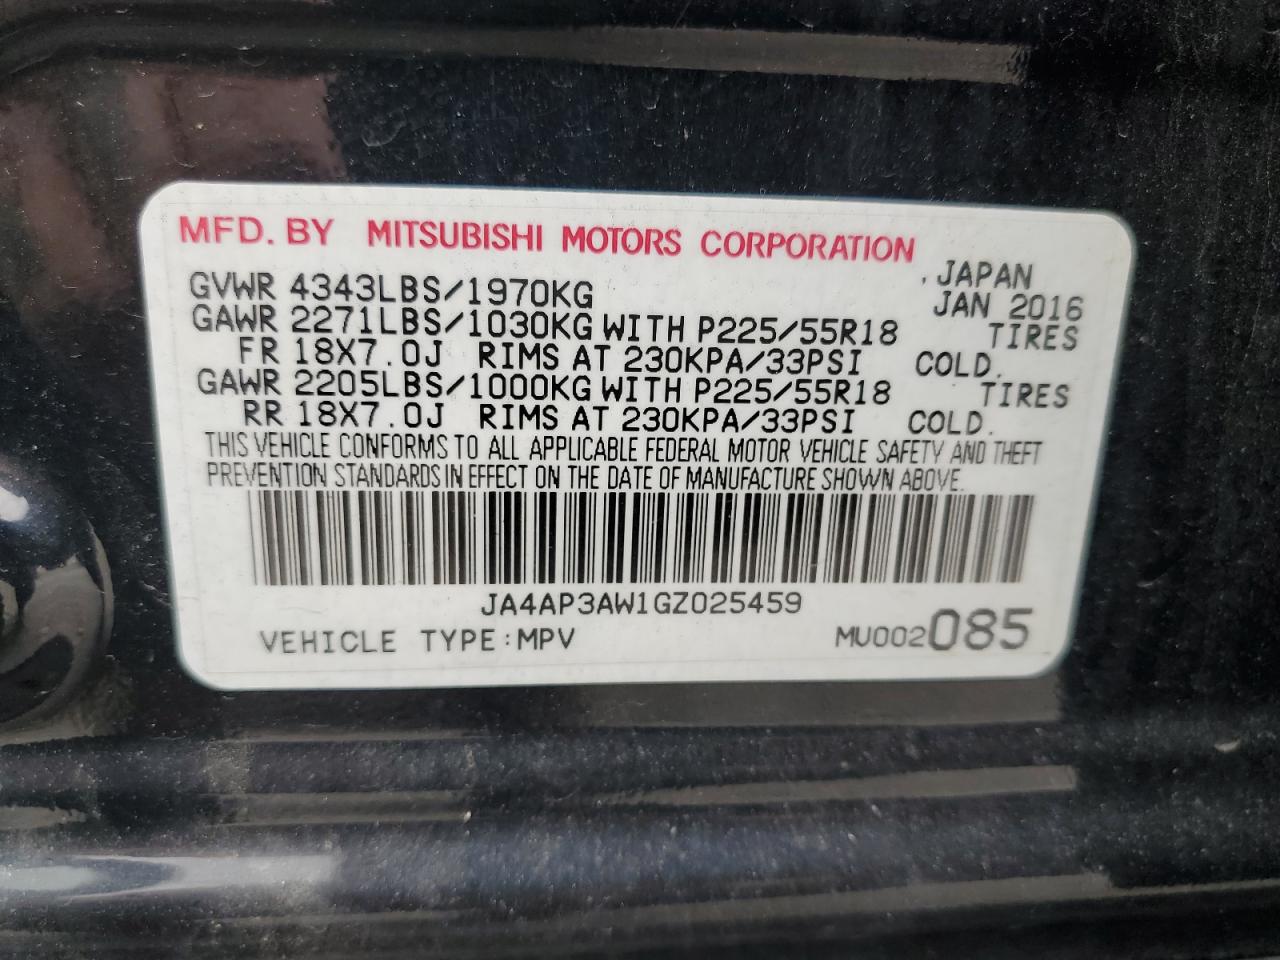 MFD. BY MITSUBISHI MOTORS CORPORATION
, JAPAN
GVWR 4343LBS/1970KG JAN 2016
GAWR 2271LBS/1030KG WITH P225/55R18 TIRES
FR 18X7.0J RIMS AT 230KPA/33PSI COLD.
GAWR 2205LBS/1000KG WITH P225/55R18 TIRES
RR 18X7.0J RIMS AT 230KPA/33PSI COLD.
THIS VEHICLE CONFORMS TO ALL APPLICABLE FEDERAL MOTOR VEHICLE SAFETY AND THEFT
PREVENTION STANDARDS IN EFFECT ON THE DATE OF MANUFACTURE SHOWN ABOVE.
JA4AP3AW1GZ025459
VEHICLE TYPE:MPV MU002085